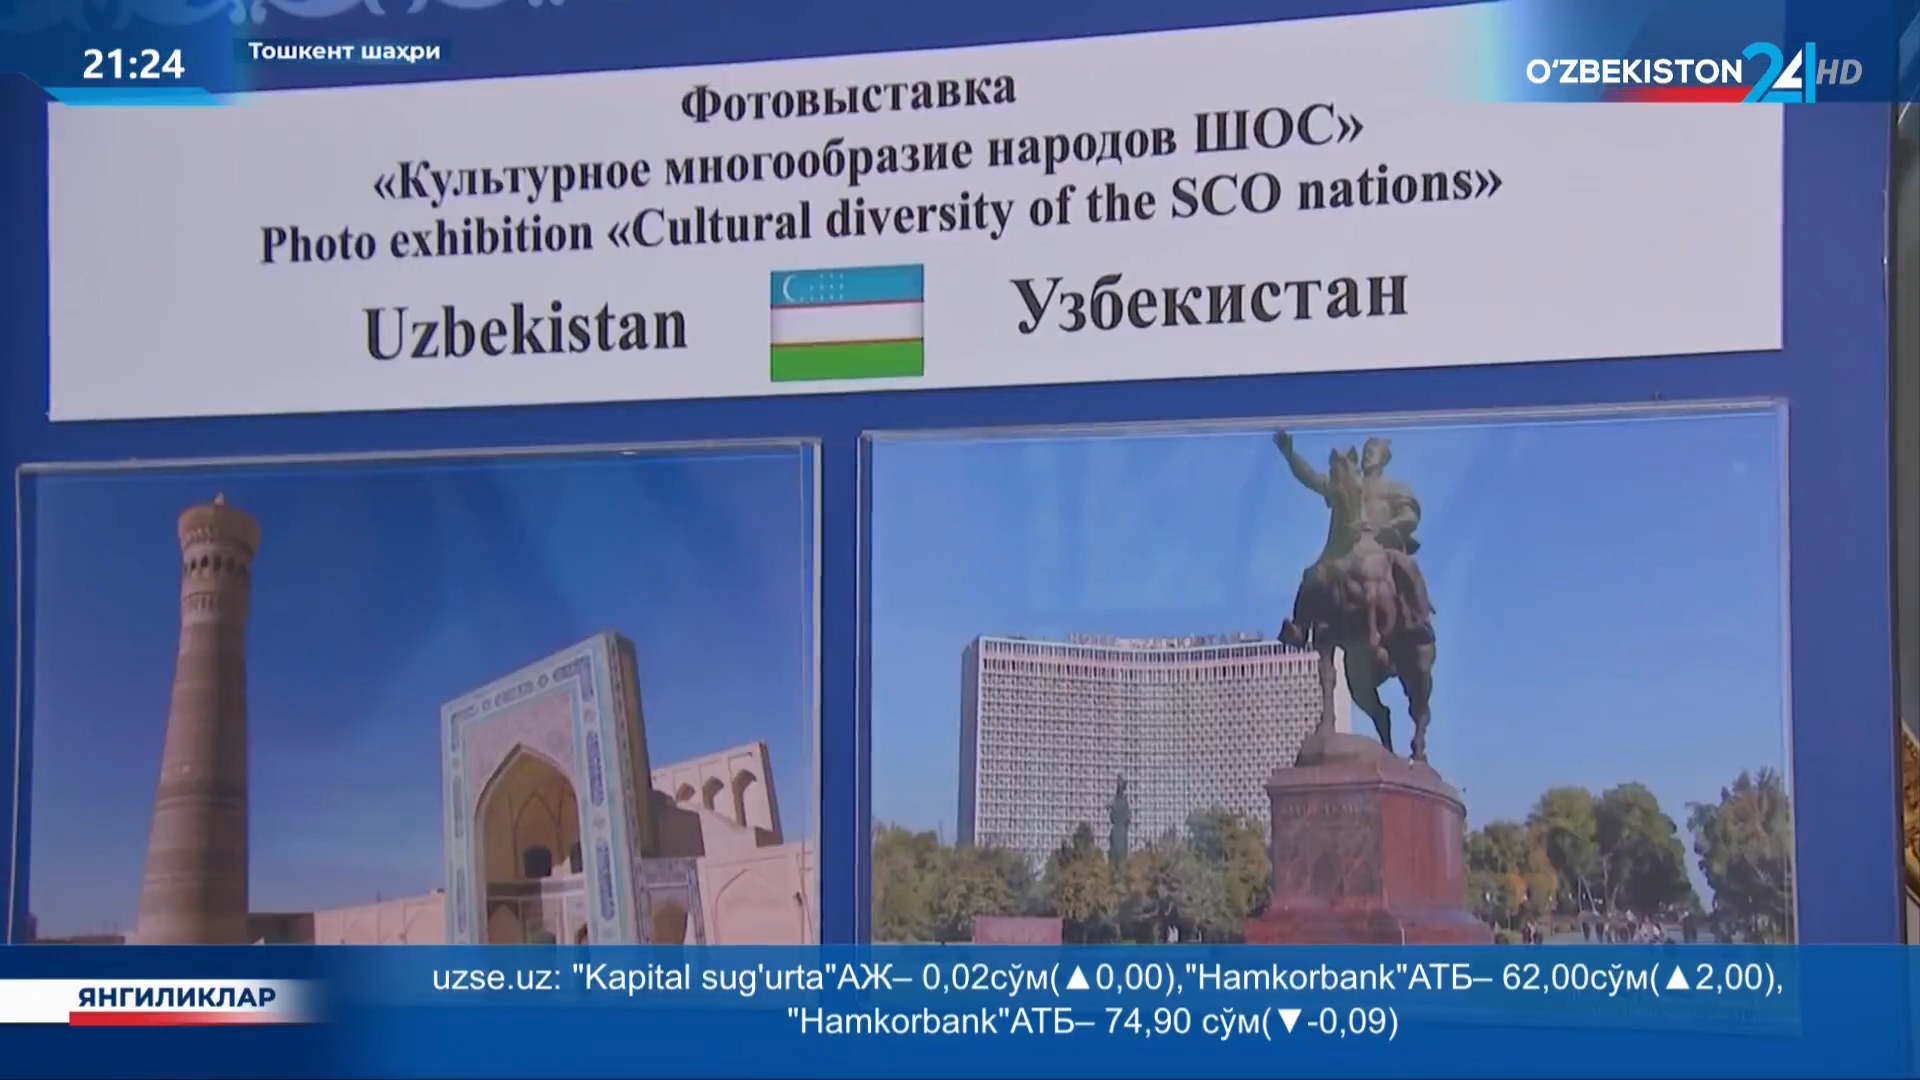 21:24
Тошкент шаҳри
O‘ZBEKISTON 24 HD
Фотовыставка
«Культурное многообразие народов ШОС»
Photo exhibition «Cultural diversity of the SCO nations»
Uzbekistan
Узбекистан
ЯНГИЛИКЛАР
uzse.uz: "Kapital sug'urta"АЖ– 0,02сўм(▲0,00),"Hamkorbank"АТБ– 62,00сўм(▲2,00),
"Hamkorbank"АТБ– 74,90 сўм(▼-0,09)